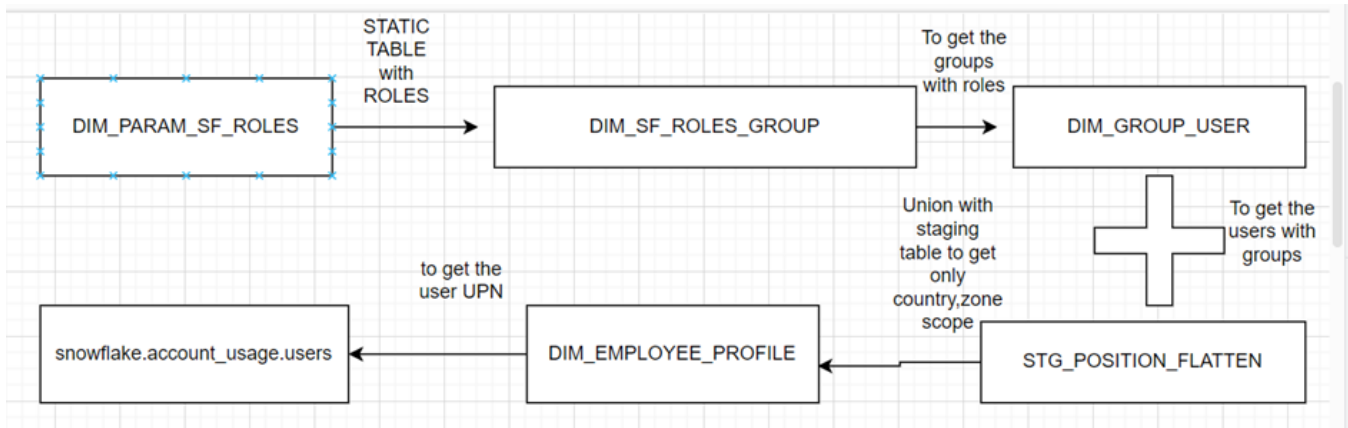 STATIC
TABLE
with
ROLES
To get the
groups
with roles
DIM_PARAM_SF_ROLES
DIM_SF_ROLES_GROUP
DIM_GROUP_USER
Union with
staging
table to get
only
country,zone
scope
To get the
users with
groups
to get the
user UPN
snowflake.account_usage.users
DIM_EMPLOYEE_PROFILE
STG_POSITION_FLATTEN